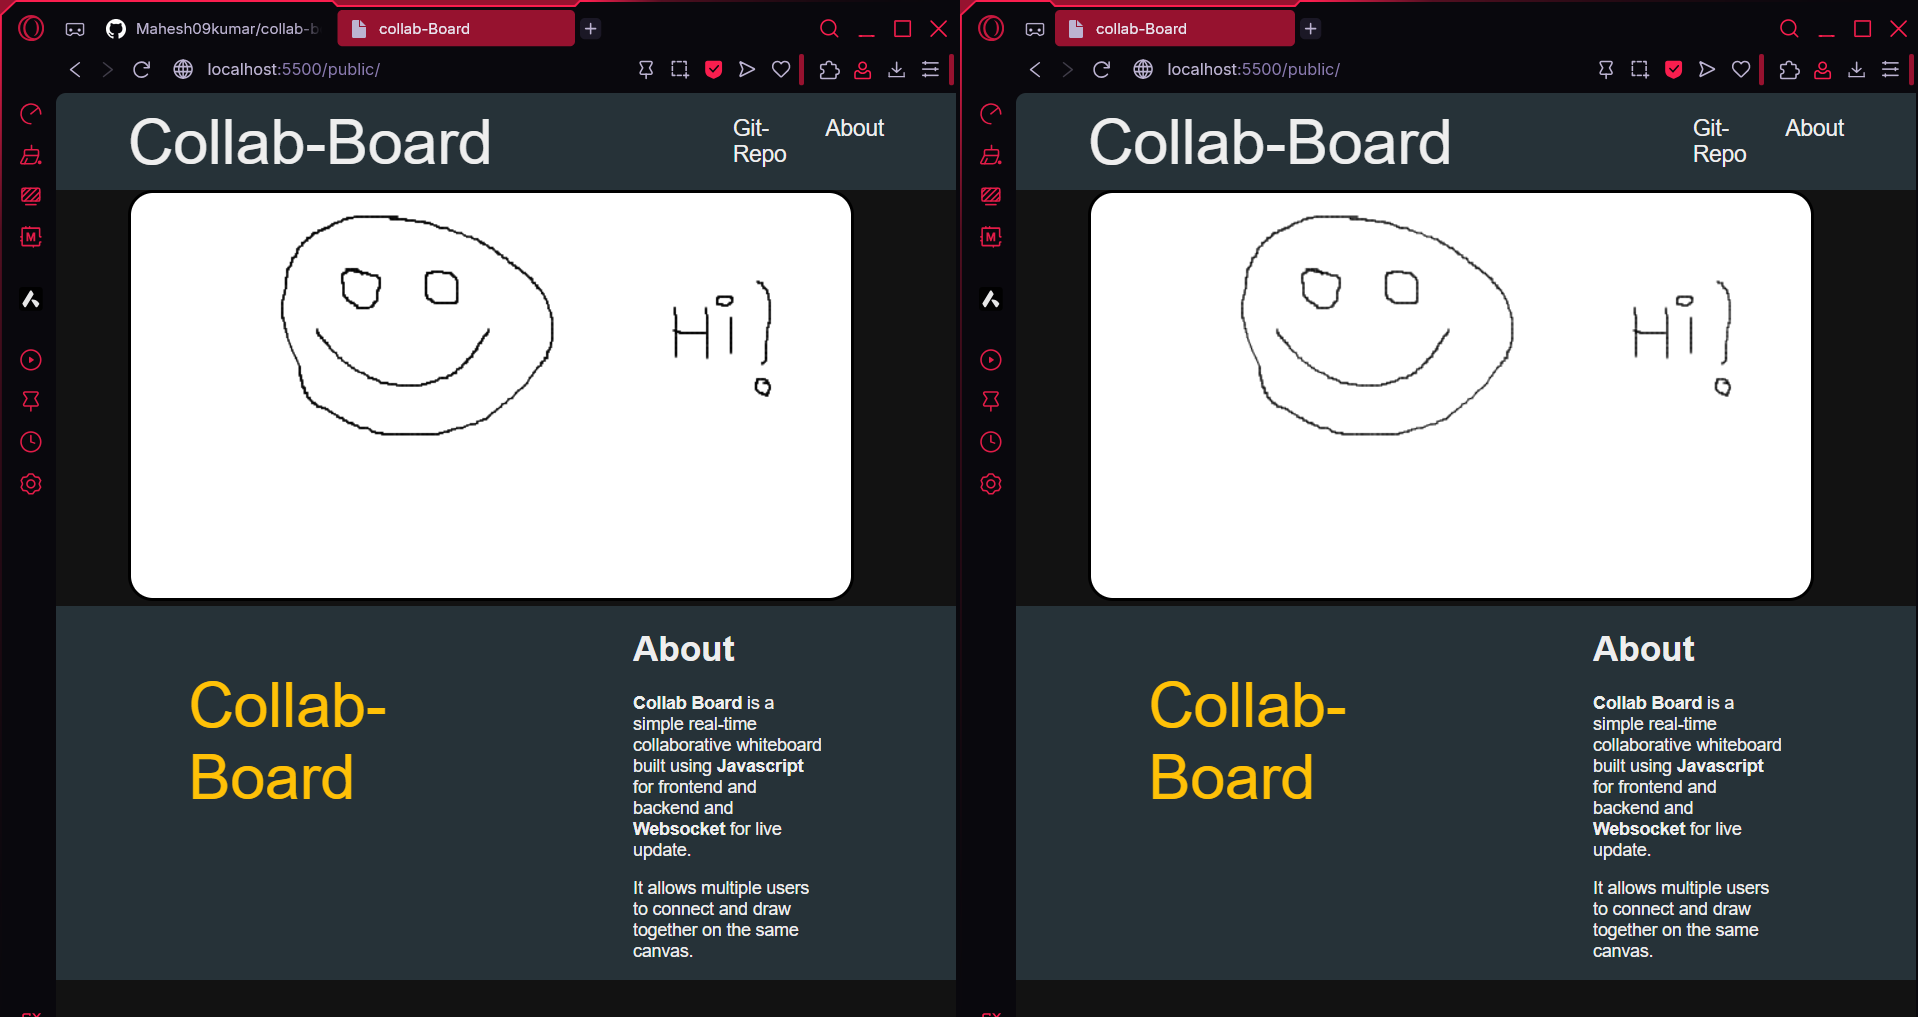 Mahesh09kumar/collab-b
collab-Board
localhost:5500/public/
M
Collab-Board
Git-
Repo
About
Hi!
Collab-
Board
About
Collab Board is a
simple real-time
collaborative whiteboard
built using Javascript
for frontend and
backend and
Websocket for live
update.
It allows multiple users
to connect and draw
together on the same
canvas.
collab-Board
localhost:5500/public/
M
Collab-Board
Git-
Repo
About
Hi!
Collab-
Board
About
Collab Board is a
simple real-time
collaborative whiteboard
built using Javascript
for frontend and
backend and
Websocket for live
update.
It allows multiple users
to connect and draw
together on the same
canvas.